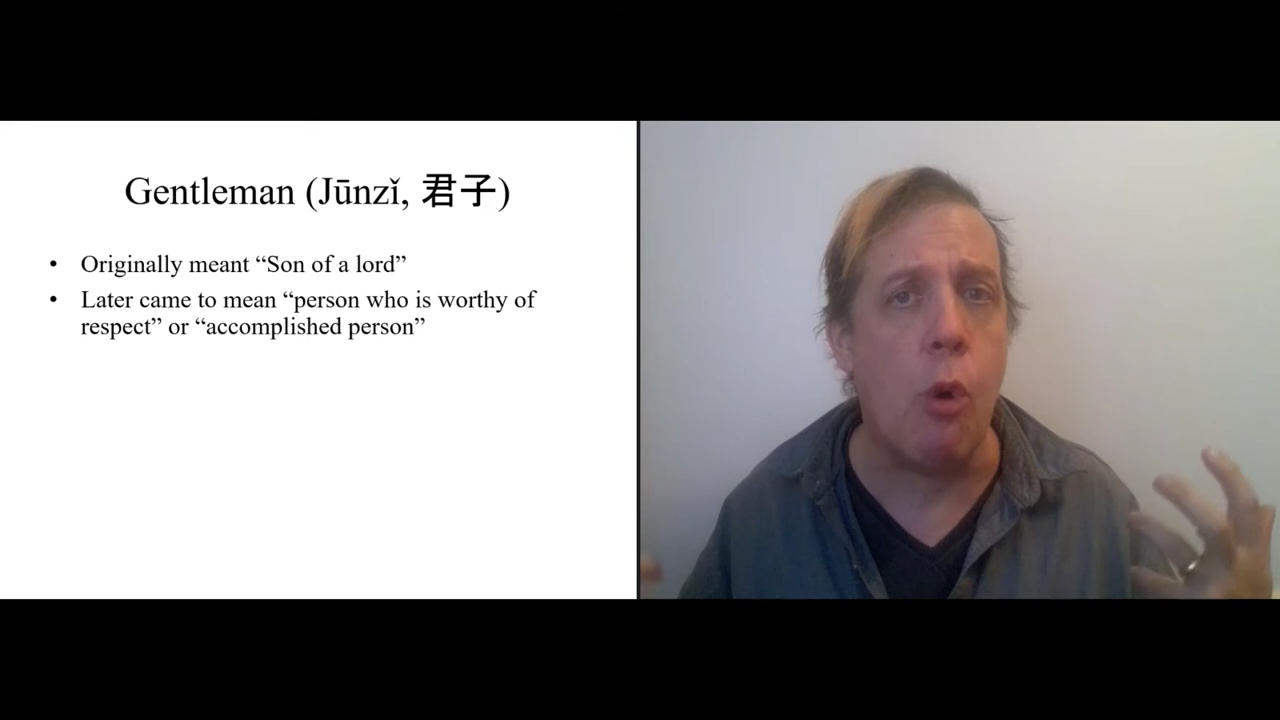 Gentleman (Jūnzǐ, 君子)
• Originally meant “Son of a lord”
• Later came to mean “person who is worthy of
respect” or “accomplished person”